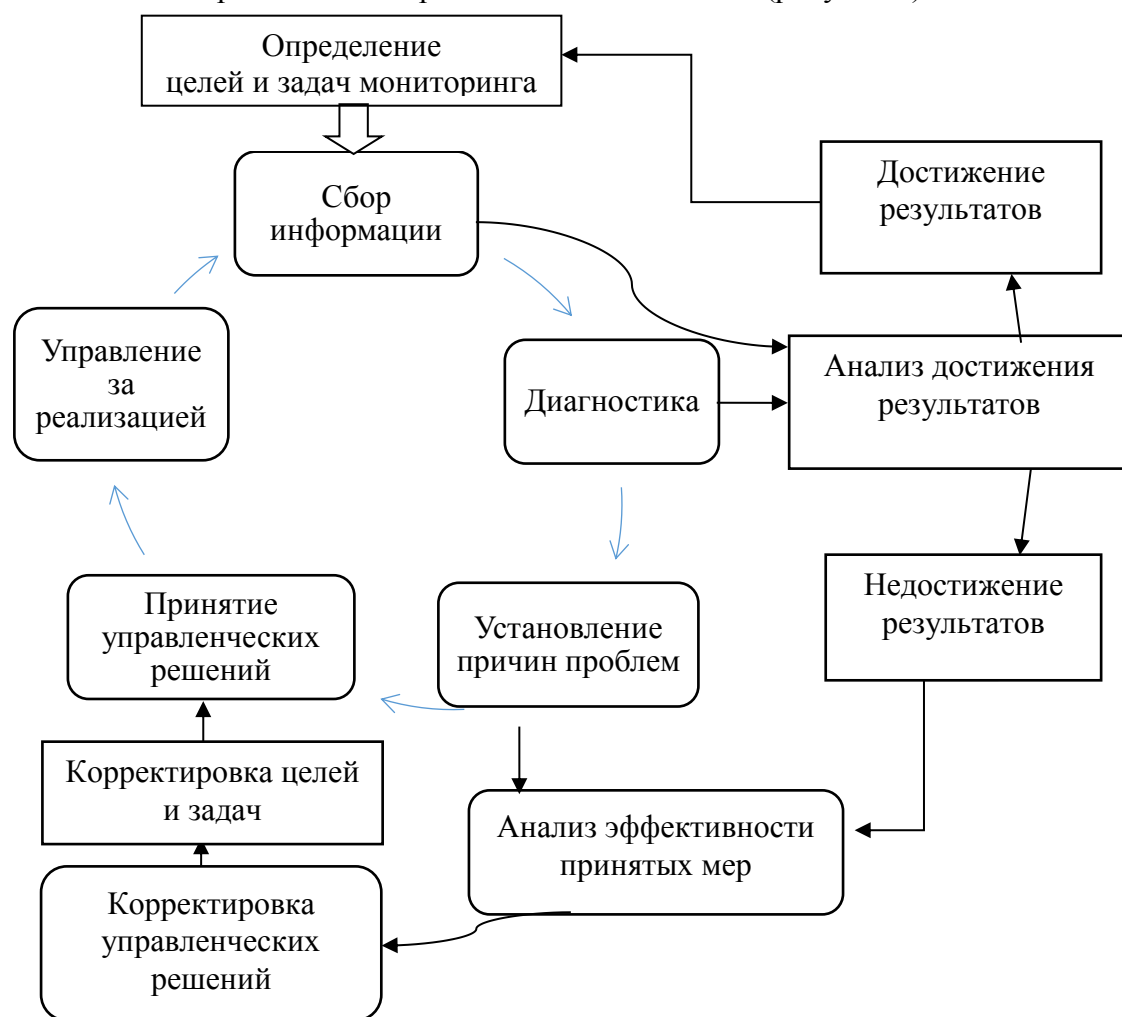 Определение
целей и задач мониторинга
Сбор
информации
Достижение
результатов
Управление
за
реализацией
Диагностика
Анализ достижения
результатов
Принятие
управленческих
решений
Установление
причин проблем
Недостижение
результатов
Корректировка целей
и задач
Анализ эффективности
принятых мер
Корректировка
управленческих
решений